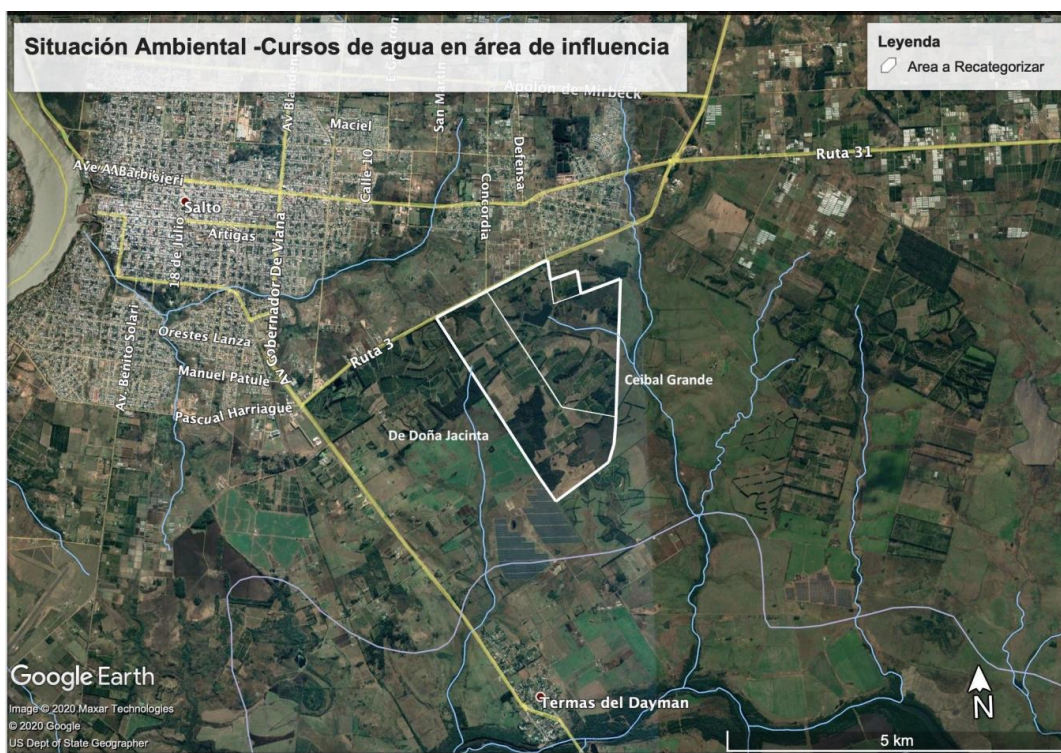 Situación Ambiental -Cursos de agua en área de influencia
Leyenda
Area a Recategorizar
Apolon de Mirbeck
Maciel
San Martin
Defensa
Calle 10
Ruta 31
Ave A
Barbisieri
Salto
Artigas
18 de Julio
Concordia
Av Gobernador De Viana
Orestes Lanza
Av. Benito Solari
Manuel Patule
Ruta 3
Pascual Harriague
Ceibal Grande
De Doña Jacinta
Google Earth
Image © 2020 Maxar Technologies
© 2020 Google
US Dept of State Geographer
Termas del Dayman
N
5 km